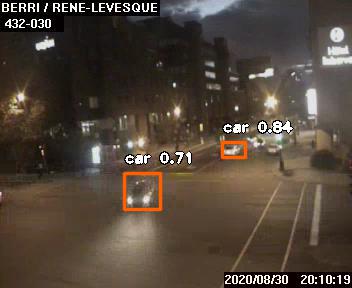 BERRI / RENE-LEVESQUE
432-030
car 0.84
car 0.71
2020/08/30 20:10:19